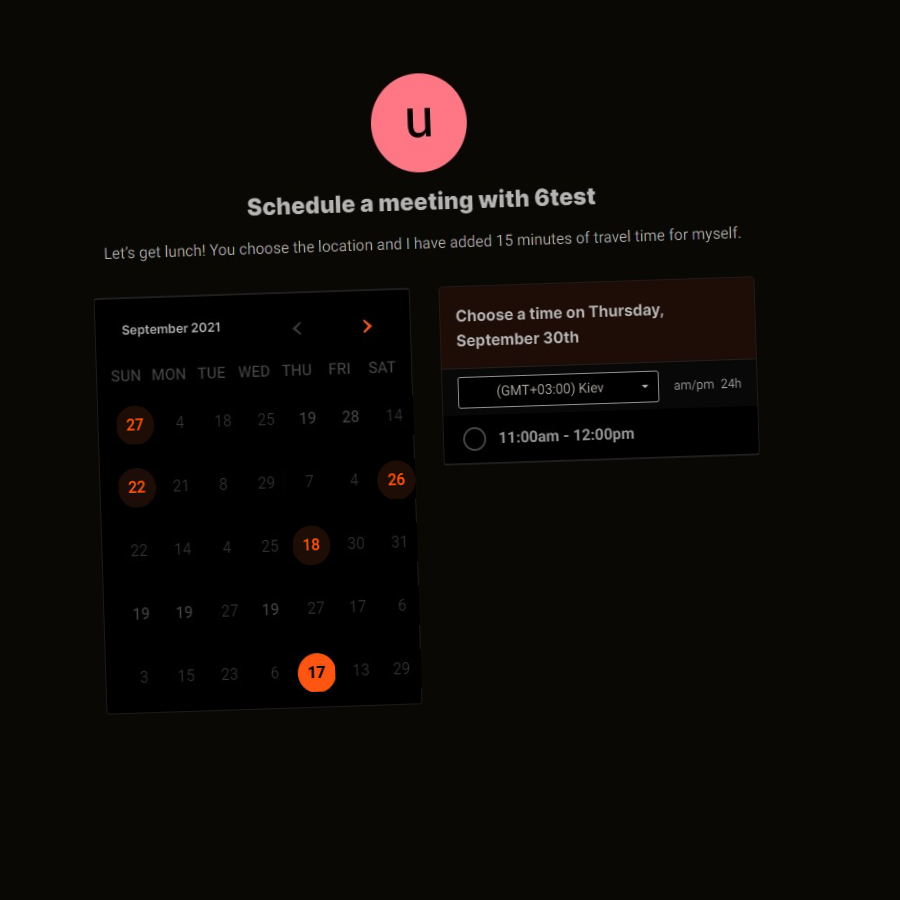 u
Schedule a meeting with 6test
Let's get lunch! You choose the location and I have added 15 minutes of travel time for myself.
September 2021
SUN MON TUE WED THU FRI SAT
27 4 18 25 19 28 14
22 21 8 29 7 4 26
22 14 4 25 18 30 31
19 19 27 19 27 17 6
3 15 23 6 17 13 29
Choose a time on Thursday,
September 30th
(GMT+03:00) Kiev am/pm 24h
11:00am - 12:00pm